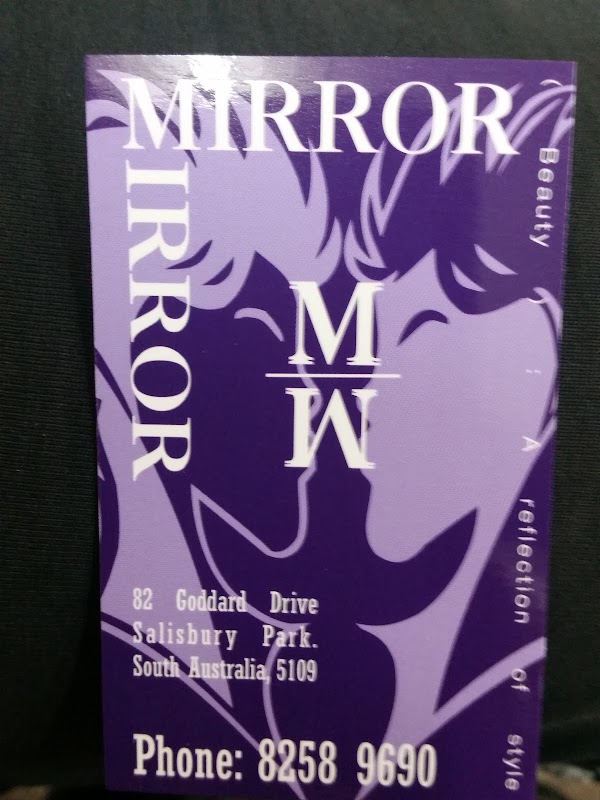 MIRROR
MIRROR
M
M
( Beauty ) ; A reflection of style
82 Goddard Drive
Salisbury Park.
South Australia, 5109
Phone: 8258 9690